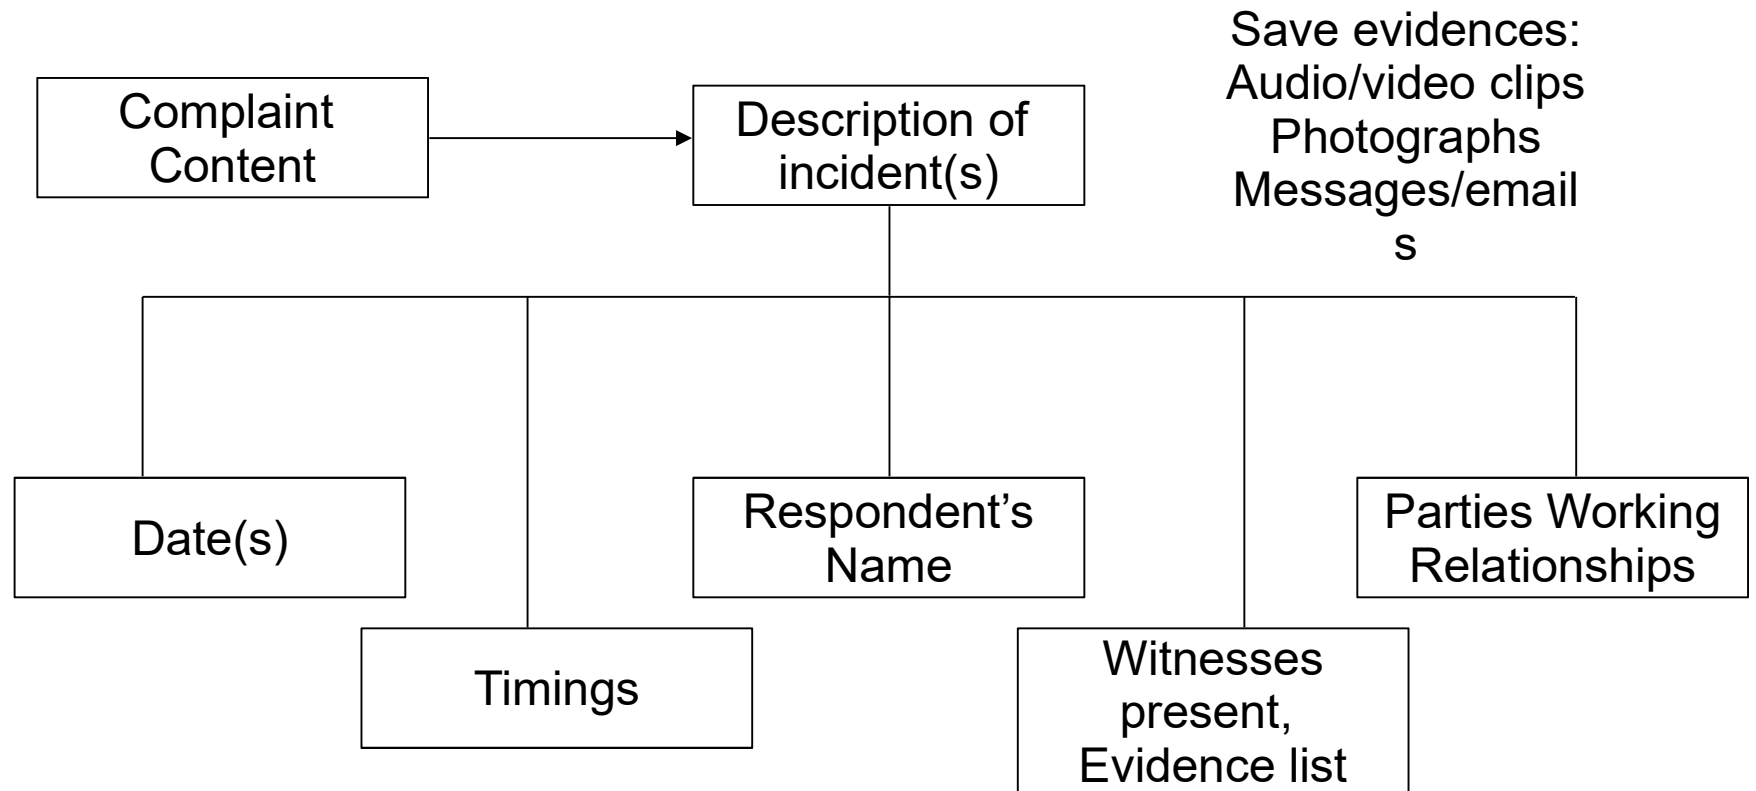 Complaint
Content
Description of
incident(s)
Save evidences:
Audio/video clips
Photographs
Messages/email
s
Date(s)
Timings
Respondent’s
Name
Witnesses
present,
Evidence list
Parties Working
Relationships